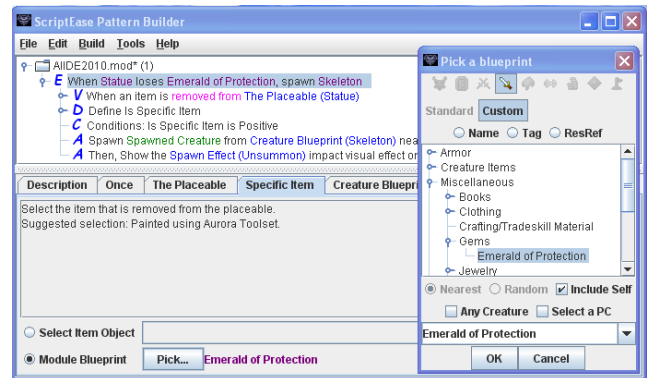 ScriptEase Pattern Builder
File Edit Build Tools Help
AIIDE2010.mod* (1)
E When Statue loses Emerald of Protection, spawn Skeleton
V When an item is removed from The Placeable (Statue)
D Define Is Specific Item
C Conditions: Is Specific Item is Positive
A Spawn Spawned Creature from Creature Blueprint (Skeleton) nea
A Then, Show the Spawn Effect (Unsummon) impact visual effect or
Description Once The Placeable Specific Item Creature Bluepri
Select the item that is removed from the placeable.
Suggested selection: Painted using Aurora Toolset.
Select Item Object
Module Blueprint Pick... Emerald of Protection
Pick a blueprint
Standard Custom
Name Tag ResRef
Armor
Creature Items
Miscellaneous
Books
Clothing
Crafting/Tradeskill Material
Gems
Emerald of Protection
Jewelry
Nearest Random Include Self
Any Creature Select a PC
Emerald of Protection
OK Cancel